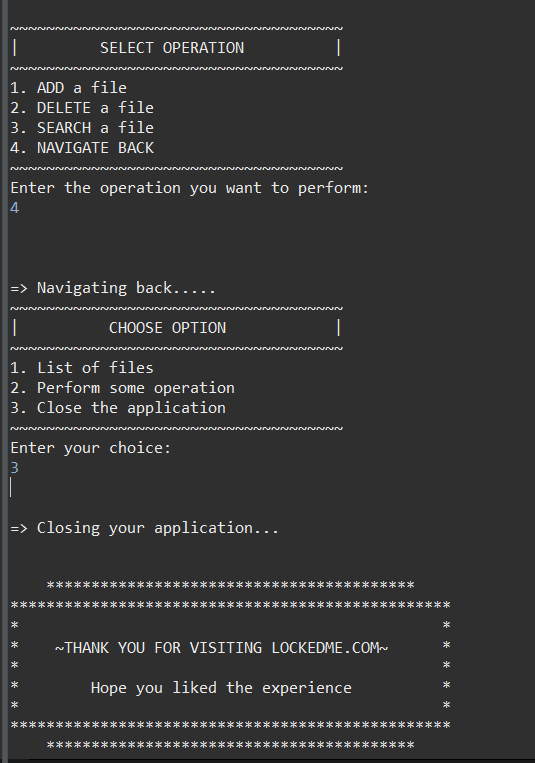 ~~~~~~~~~~~~~~~~~~~~~~~~~~~~~~~~~~~~~
|         SELECT OPERATION          |
~~~~~~~~~~~~~~~~~~~~~~~~~~~~~~~~~~~~~
1. ADD a file
2. DELETE a file
3. SEARCH a file
4. NAVIGATE BACK
~~~~~~~~~~~~~~~~~~~~~~~~~~~~~~~~~~~~~
Enter the operation you want to perform:
4
=> Navigating back.....
~~~~~~~~~~~~~~~~~~~~~~~~~~~~~~~~~~~~~
|          CHOOSE OPTION            |
~~~~~~~~~~~~~~~~~~~~~~~~~~~~~~~~~~~~~
1. List of files
2. Perform some operation
3. Close the application
~~~~~~~~~~~~~~~~~~~~~~~~~~~~~~~~~~~~~
Enter your choice:
3
=> Closing your application...
    *****************************************
*************************************************
*                                               *
*    ~THANK YOU FOR VISITING LOCKEDME.COM~      *
*                                               *
*        Hope you liked the experience          *
*                                               *
*************************************************
    *****************************************